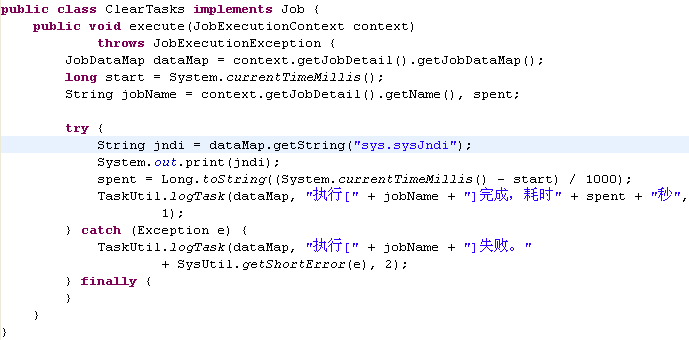 public class ClearTasks implements Job {
    public void execute(JobExecutionContext context)
            throws JobExecutionException {
        JobDataMap dataMap = context.getJobDetail().getJobDataMap();
        long start = System.currentTimeMillis();
        String jobName = context.getJobDetail().getName(), spent;

        try {
            String jndi = dataMap.getString("sys.sysJndi");
            System.out.print(jndi);
            spent = Long.toString((System.currentTimeMillis() - start) / 1000);
            TaskUtil.logTask(dataMap, "执行[" + jobName + "]完成，耗时" + spent + "秒",
                    1);
        } catch (Exception e) {
            TaskUtil.logTask(dataMap, "执行[" + jobName + "]失败。"
                    + SysUtil.getShortError(e), 2);
        } finally {
        }
    }
}